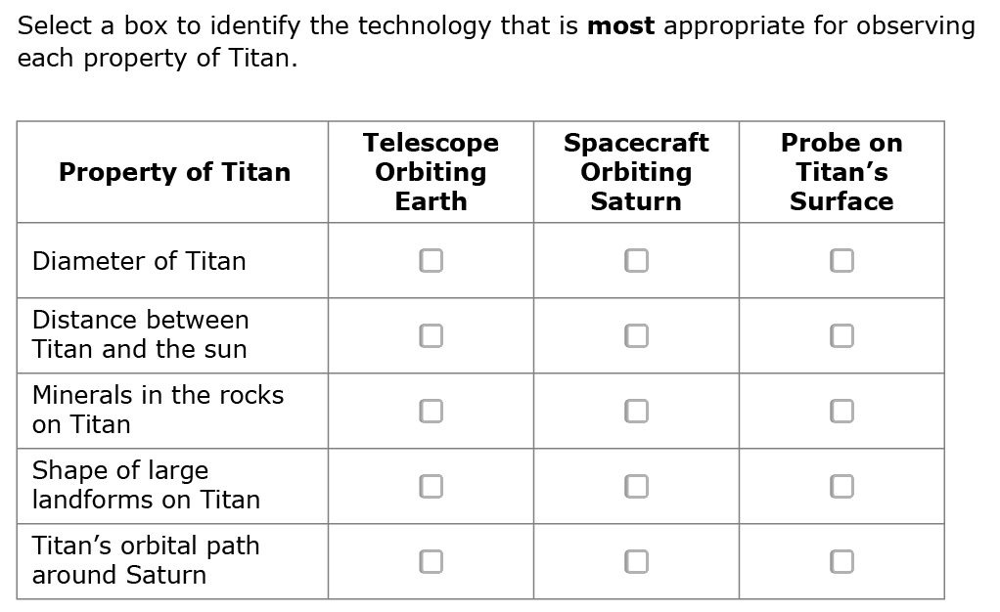 Select a box to identify the technology that is most appropriate for observing
each property of Titan.
Property of Titan
Telescope
Orbiting
Earth
Spacecraft
Orbiting
Saturn
Probe on
Titan’s
Surface
Diameter of Titan
Distance between
Titan and the sun
Minerals in the rocks
on Titan
Shape of large
landforms on Titan
Titan’s orbital path
around Saturn